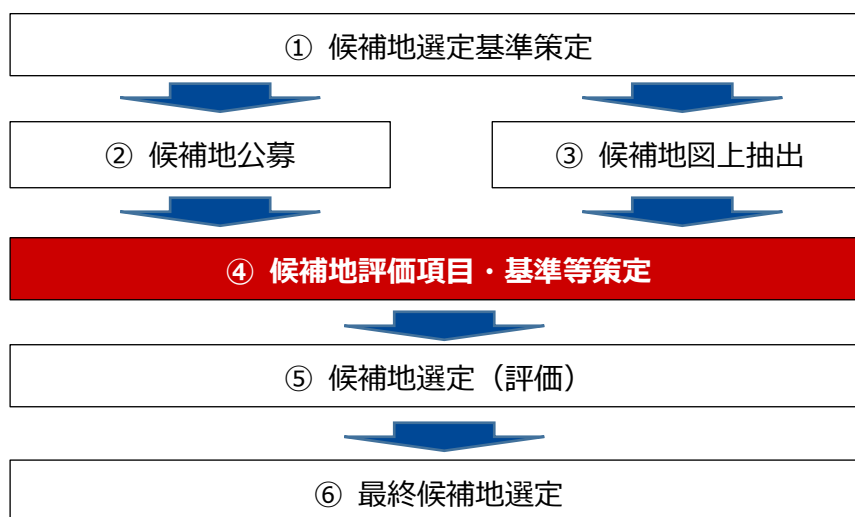 ① 候補地選定基準策定
② 候補地公募
③ 候補地図上抽出
④ 候補地評価項目・基準等策定
⑤ 候補地選定（評価）
⑥ 最終候補地選定